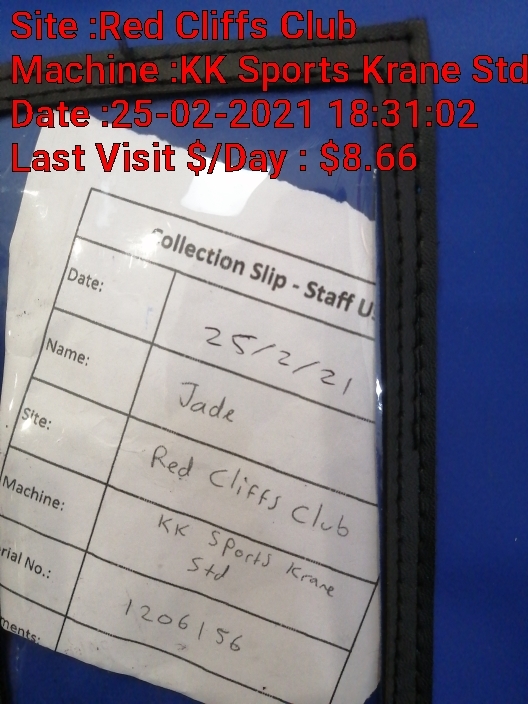 Site :Red Cliffs Club
Machine :KK Sports Krane Std
Date :25-02-2021 18:31:02
Last Visit $/Day : $8.66
Collection Slip - Staff U
Date: 25/2/21
Name: Jade
Site: Red Cliffs Club
Machine: KK Sports Krane
Std
rial No.: 1206156
ments: